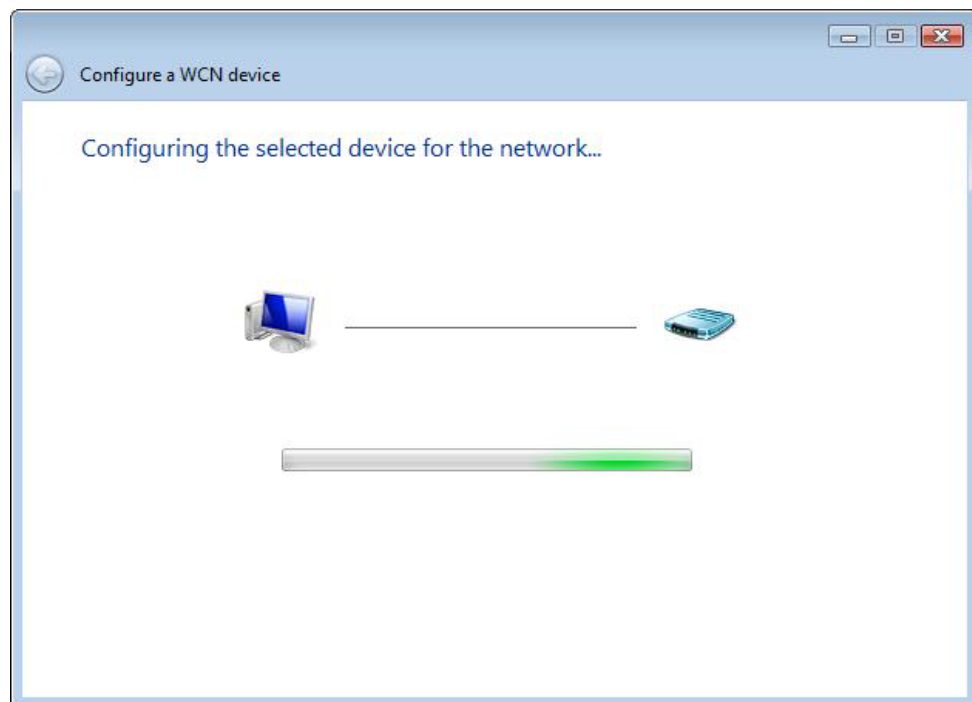 Configure a WCN device
Configuring the selected device for the network...